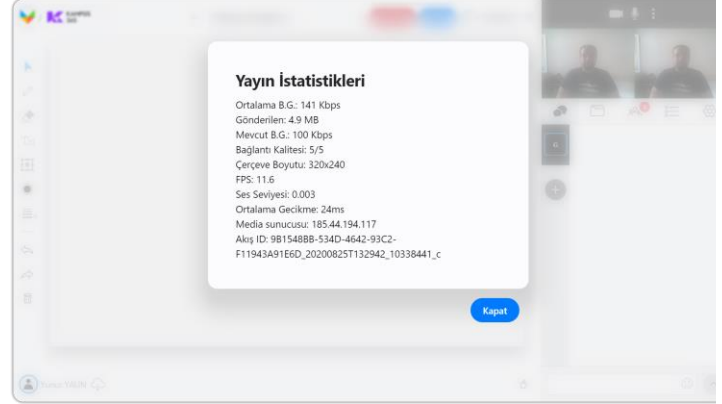 KAMPUS
365
Yayın İstatistikleri
Ortalama B.G.: 141 Kbps
Gönderilen: 4.9 MB
Mevcut B.G.: 100 Kbps
Bağlantı Kalitesi: 5/5
Çerçeve Boyutu: 320x240
FPS: 11.6
Ses Seviyesi: 0.003
Ortalama Gecikme: 24ms
Media sunucusu: 185.44.194.117
Akış ID: 9B1548BB-534D-4642-93C2-
F11943A91E6D_20200825T132942_10338441_c
Kapat